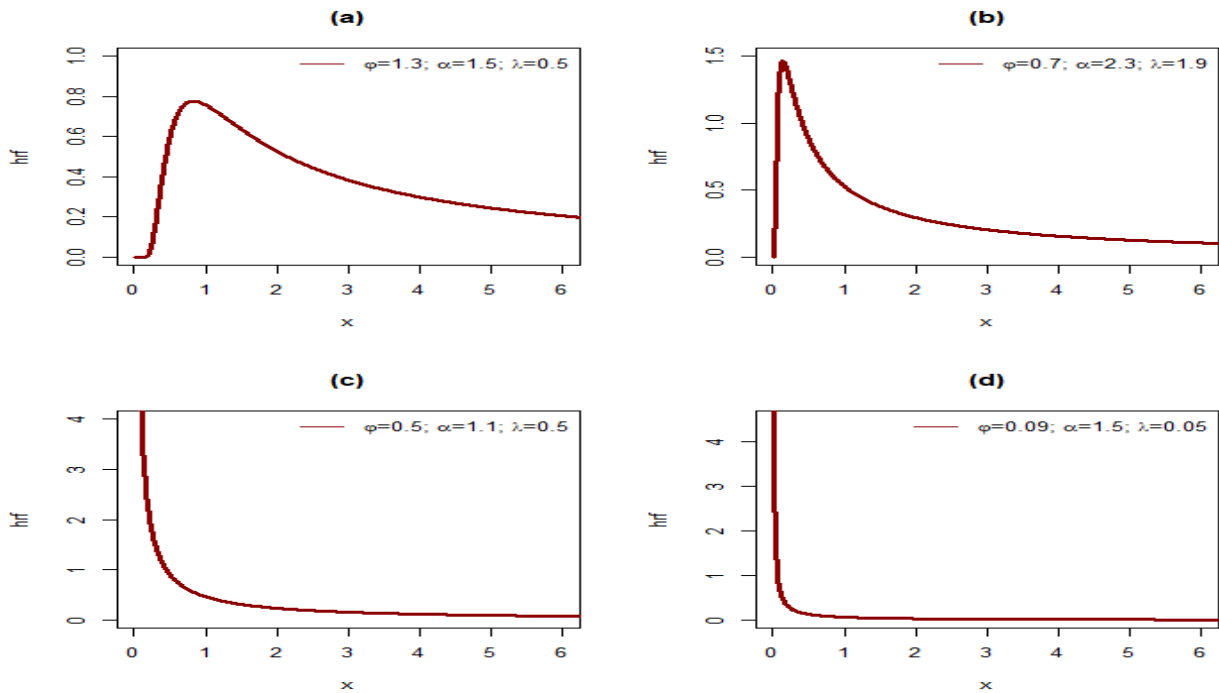 (a)
φ=1.3; α=1.5; λ=0.5
hrf
0.0 0.2 0.4 0.6 0.8 1.0
0 1 2 3 4 5 6
x
(b)
φ=0.7; α=2.3; λ=1.9
hrf
0.0 0.5 1.0 1.5
0 1 2 3 4 5 6
x
(c)
φ=0.5; α=1.1; λ=0.5
hrf
0 1 2 3 4
0 1 2 3 4 5 6
x
(d)
φ=0.09; α=1.5; λ=0.05
hrf
0 1 2 3 4
0 1 2 3 4 5 6
x